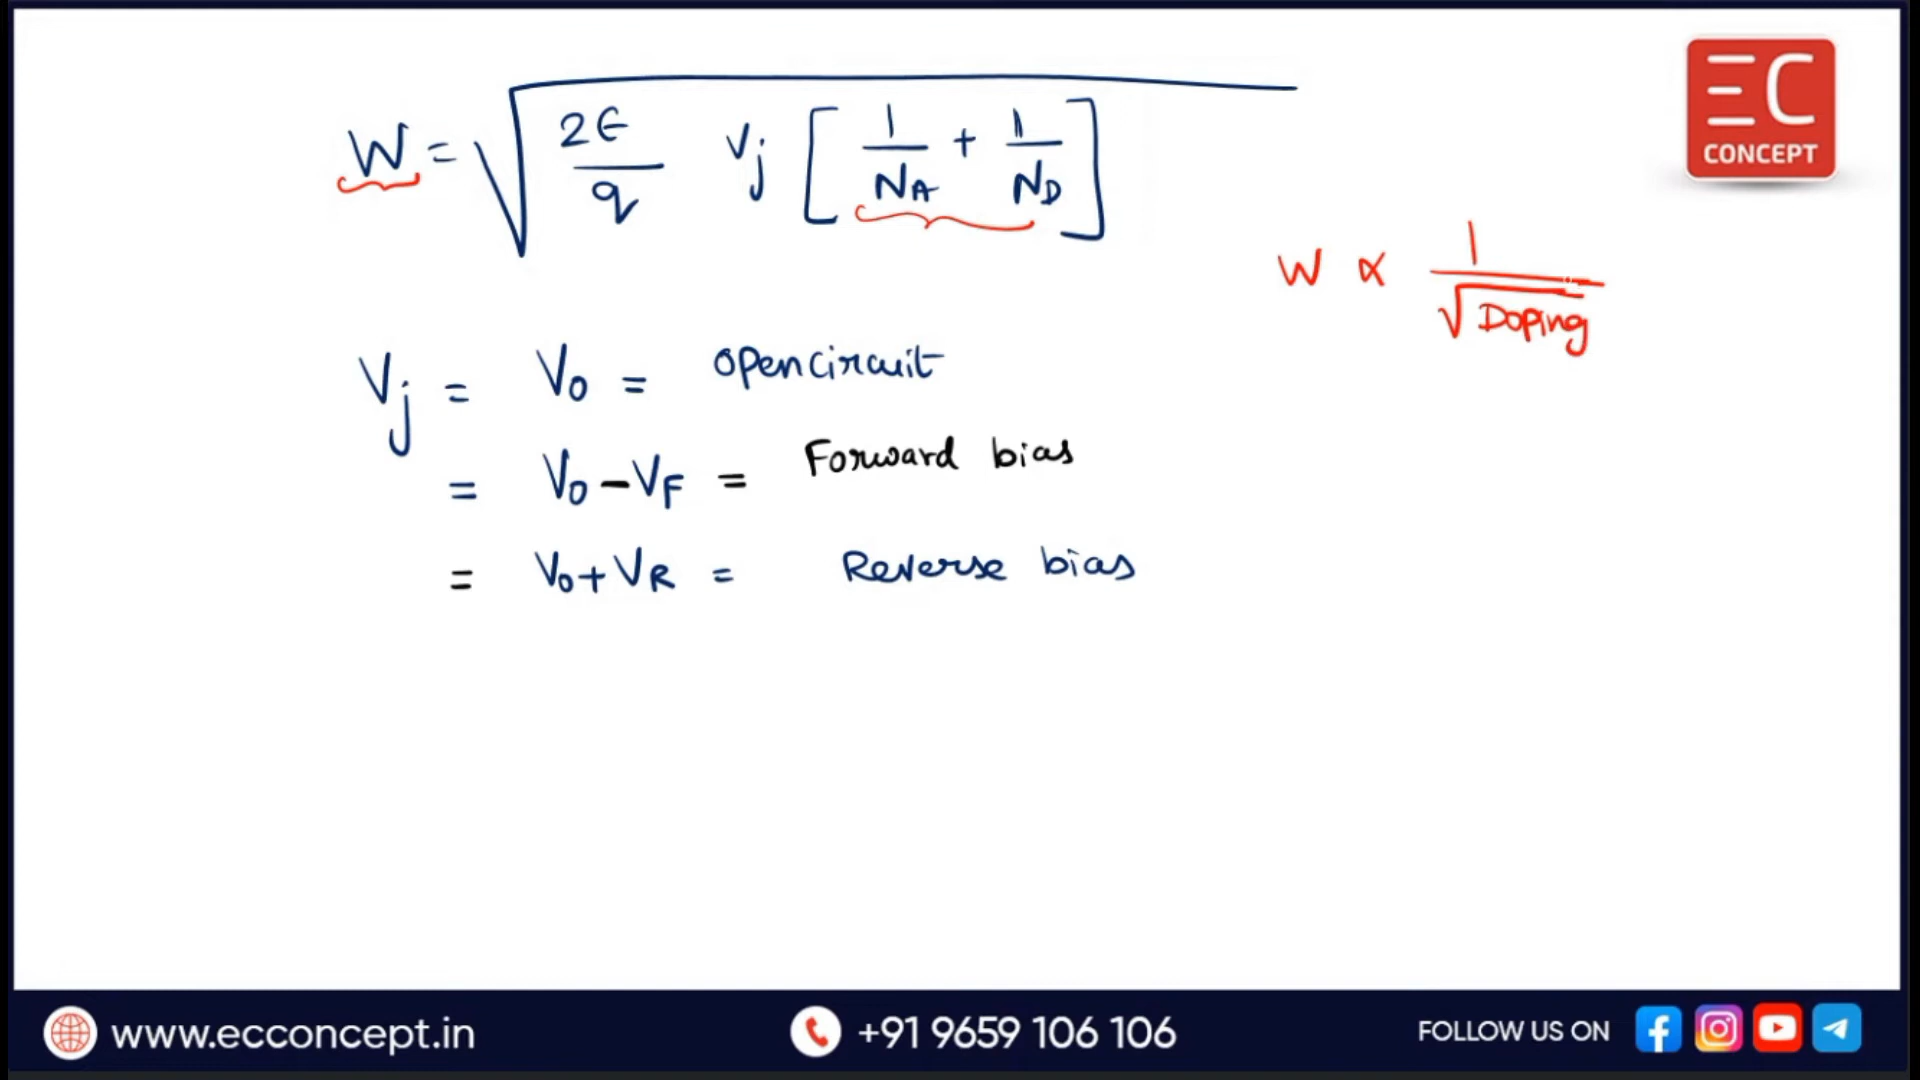 W = √ 2ϵ/q Vj [ 1/NA + 1/ND ]
EC
CONCEPT
W ∝ 1/√Doping
Vj = V0 = opencircuit
= V0 - VF = Forward bias
= V0 + VR = Reverse bias
www.ecconcept.in
+91 9659 106 106
FOLLOW US ON